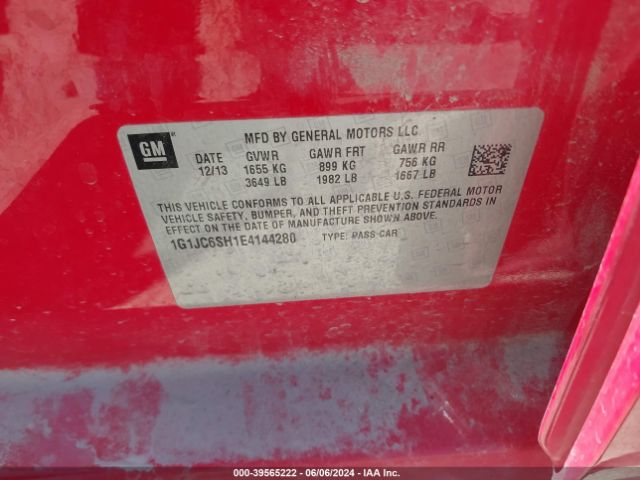 GM
MFD BY GENERAL MOTORS LLC
DATE GVWR GAWR FRT GAWR RR
12/13 1655 KG 899 KG 756 KG
3649 LB 1982 LB 1667 LB
THIS VEHICLE CONFORMS TO ALL APPLICABLE U.S. FEDERAL MOTOR
VEHICLE SAFETY, BUMPER, AND THEFT PREVENTION STANDARDS IN
EFFECT ON THE DATE OF MANUFACTURE SHOWN ABOVE.
1G1JC6SH1E4144280 TYPE: PASS-CAR
000-39565222 - 06/06/2024 - IAA Inc.